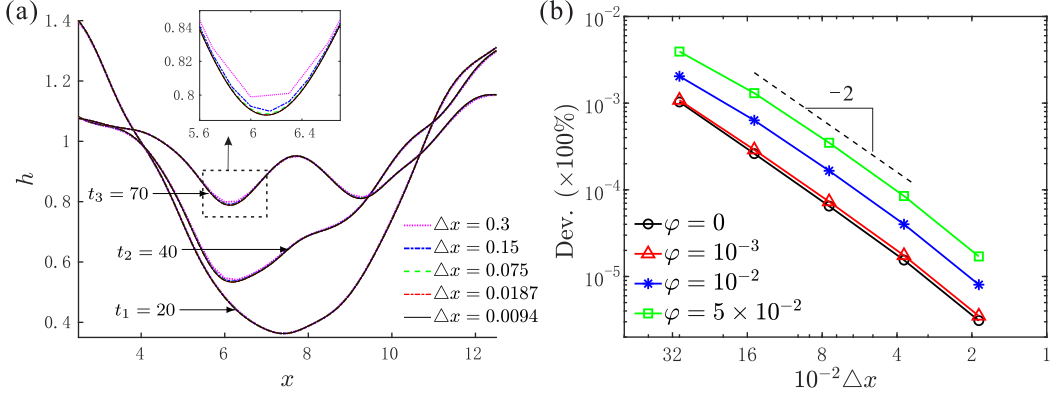 (a)
h
1.4
1.2
1
0.8
0.6
0.4
4
6
8
10
12
x
0.84
0.82
0.8
5.6
6
6.4
t₃ = 70
t₂ = 40
t₁ = 20
△x = 0.3
△x = 0.15
△x = 0.075
△x = 0.0187
△x = 0.0094
(b)
Dev. (×100%)
10⁻²
10⁻³
10⁻⁴
10⁻⁵
−2
φ = 0
φ = 10⁻³
φ = 10⁻²
φ = 5 × 10⁻²
32
16
8
4
2
1
10⁻²△x